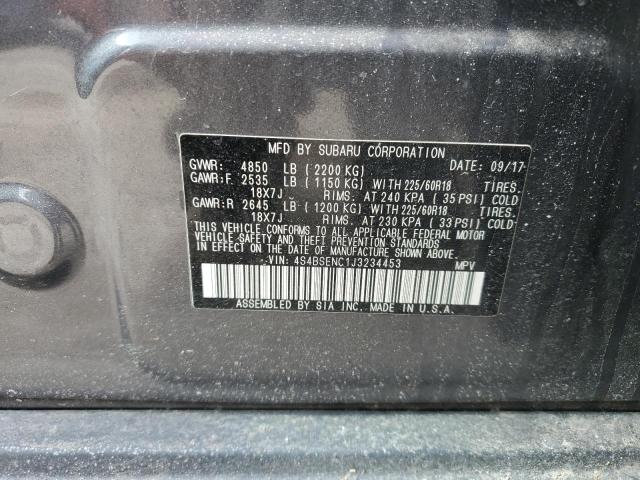 MFD BY SUBARU CORPORATION
GVWR: 4850 LB (2200 KG) DATE: 09/17
GAWR:F 2535 LB (1150 KG) WITH 225/60R18 TIRES.
18X7J RIMS. AT 240 KPA (35 PSI) COLD
GAWR:R 2645 LB (1200 KG) WITH 225/60R18 TIRES.
18X7J RIMS. AT 230 KPA (33 PSI) COLD
THIS VEHICLE CONFORMS TO ALL APPLICABLE FEDERAL MOTOR
VEHICLE SAFETY AND THEFT PREVENTION STANDARDS IN
EFFECT ON THE DATE OF MANUFACTURE SHOWN ABOVE.
VIN: 4S4BSENC1J3234453 MPV
ASSEMBLED BY SIA INC. MADE IN U.S.A.